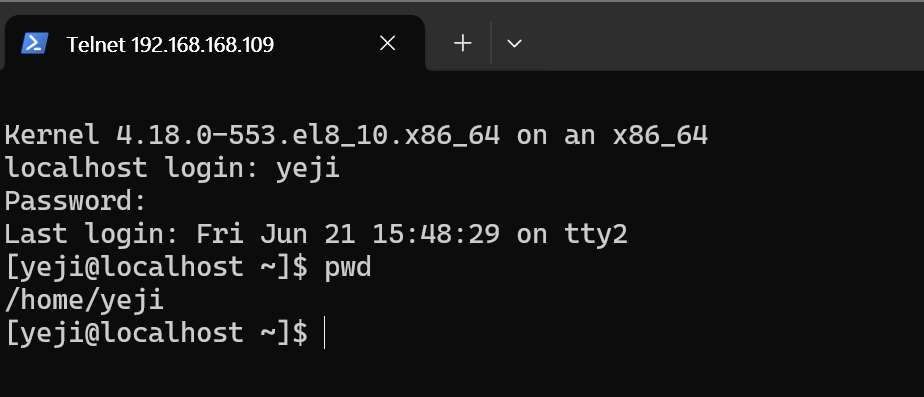 Telnet 192.168.168.109
Kernel 4.18.0-553.el8_10.x86_64 on an x86_64
localhost login: yeji
Password:
Last login: Fri Jun 21 15:48:29 on tty2
[yeji@localhost ~]$ pwd
/home/yeji
[yeji@localhost ~]$